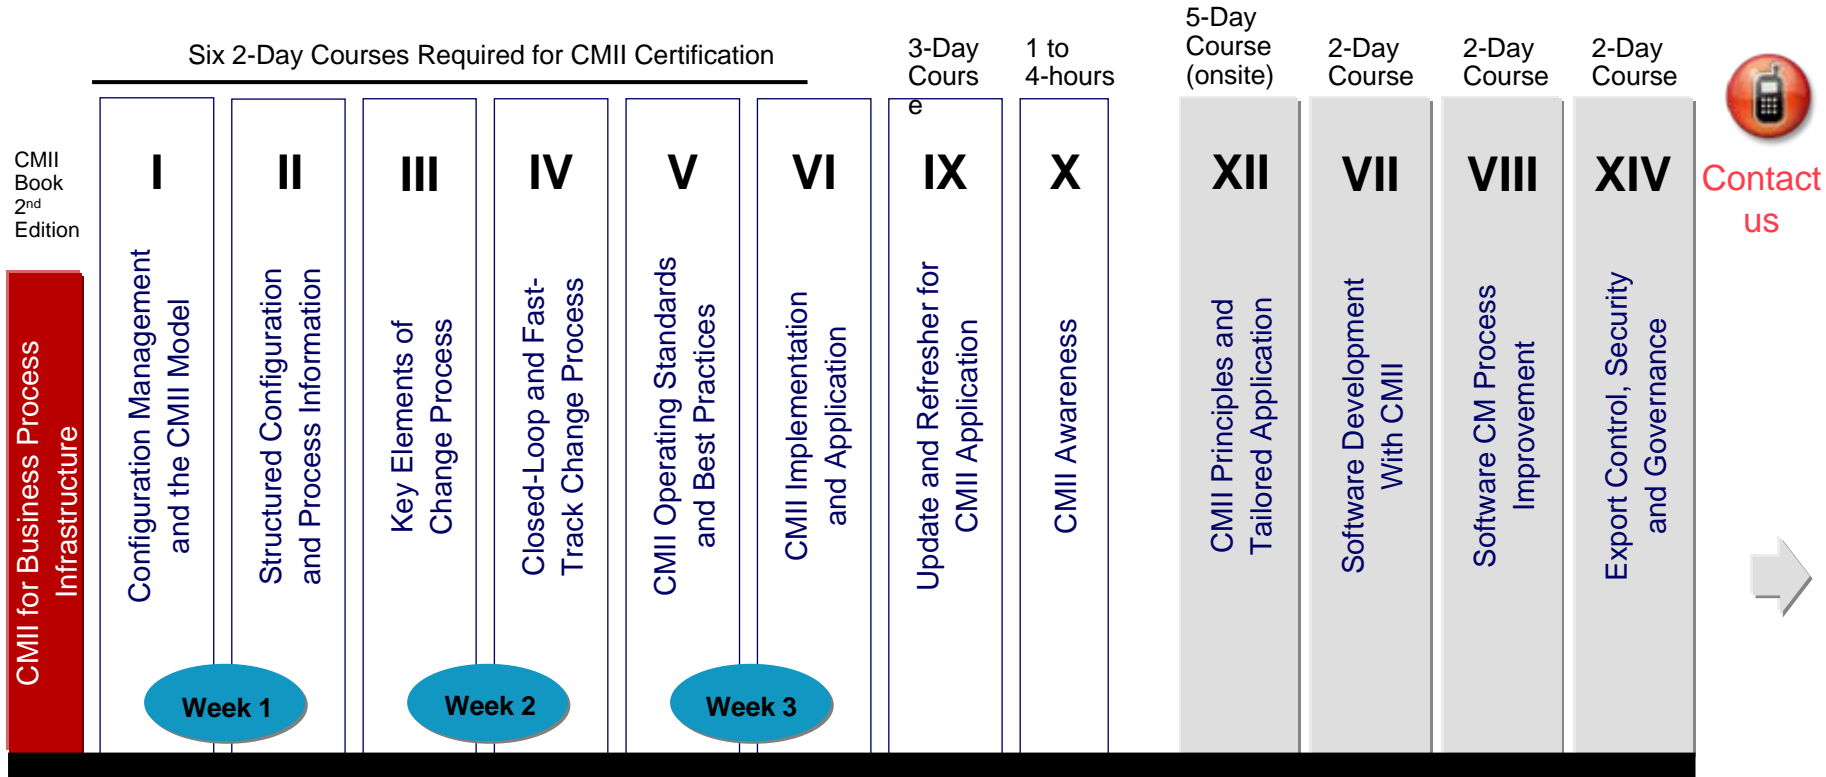 Six 2-Day Courses Required for CMII Certification
3-Day
Cours
e
1 to
4-hours
5-Day
Course
(onsite)
2-Day
Course
2-Day
Course
2-Day
Course
CMII
Book
2nd
Edition
I
II
III
IV
V
VI
IX
X
XII
VII
VIII
XIV
Contact
us
CMII for Business Process
Infrastructure
Configuration Management
and the CMII Model
Structured Configuration
and Process Information
Key Elements of
Change Process
Closed-Loop and Fast-
Track Change Process
CMII Operating Standards
and Best Practices
CMII Implementation
and Application
Update and Refresher for
CMII Application
CMII Awareness
CMII Principles and
Tailored Application
Software Development
With CMII
Software CM Process
Improvement
Export Control, Security
and Governance
Week 1
Week 2
Week 3